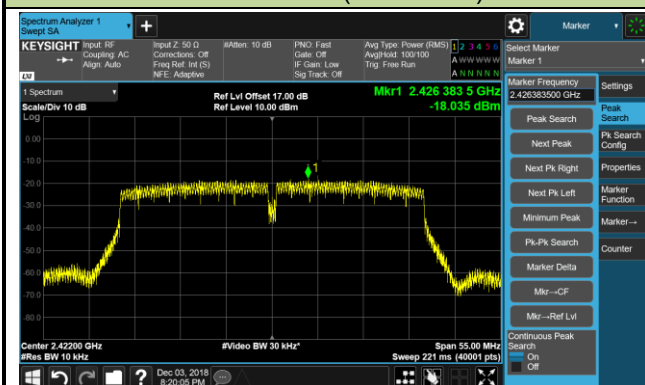 Spectrum Analyzer 1
Swept SA
+
Marker
KEYSIGHT
Input: RF
Coupling: AC
Align: Auto
Input Z: 50 Ω
Corrections: Off
Freq Ref: Int (S)
NFE: Adaptive
#Atten: 10 dB
PNO: Fast
Gate: Off
IF Gain: Low
Sig Track: Off
Avg Type: Power (RMS)
Avg|Hold: 100/100
Trig: Free Run
1 2 3 4 5 6
A W W W W W
A N N N N N
LXI
Select Marker
Marker 1
1 Spectrum
Scale/Div 10 dB
Log
Ref Lvl Offset 17.00 dB
Ref Level 10.00 dBm
Mkr1 2.426 383 5 GHz
-18.035 dBm
Marker Frequency
2.426383500 GHz
Peak Search
Next Peak
Next Pk Right
Next Pk Left
Minimum Peak
Pk-Pk Search
Marker Delta
Mkr→CF
Mkr→Ref Lvl
Continuous Peak
Search
On
Off
Settings
Peak
Search
Pk Search
Config
Properties
Marker
Function
Marker→
Counter
0.00
-10.0
-20.0
-30.0
-40.0
-50.0
-60.0
-70.0
-80.0
1
Center 2.42200 GHz
#Res BW 10 kHz
#Video BW 30 kHz*
Span 55.00 MHz
Sweep 221 ms (40001 pts)
?
Dec 03, 2018
8:20:05 PM